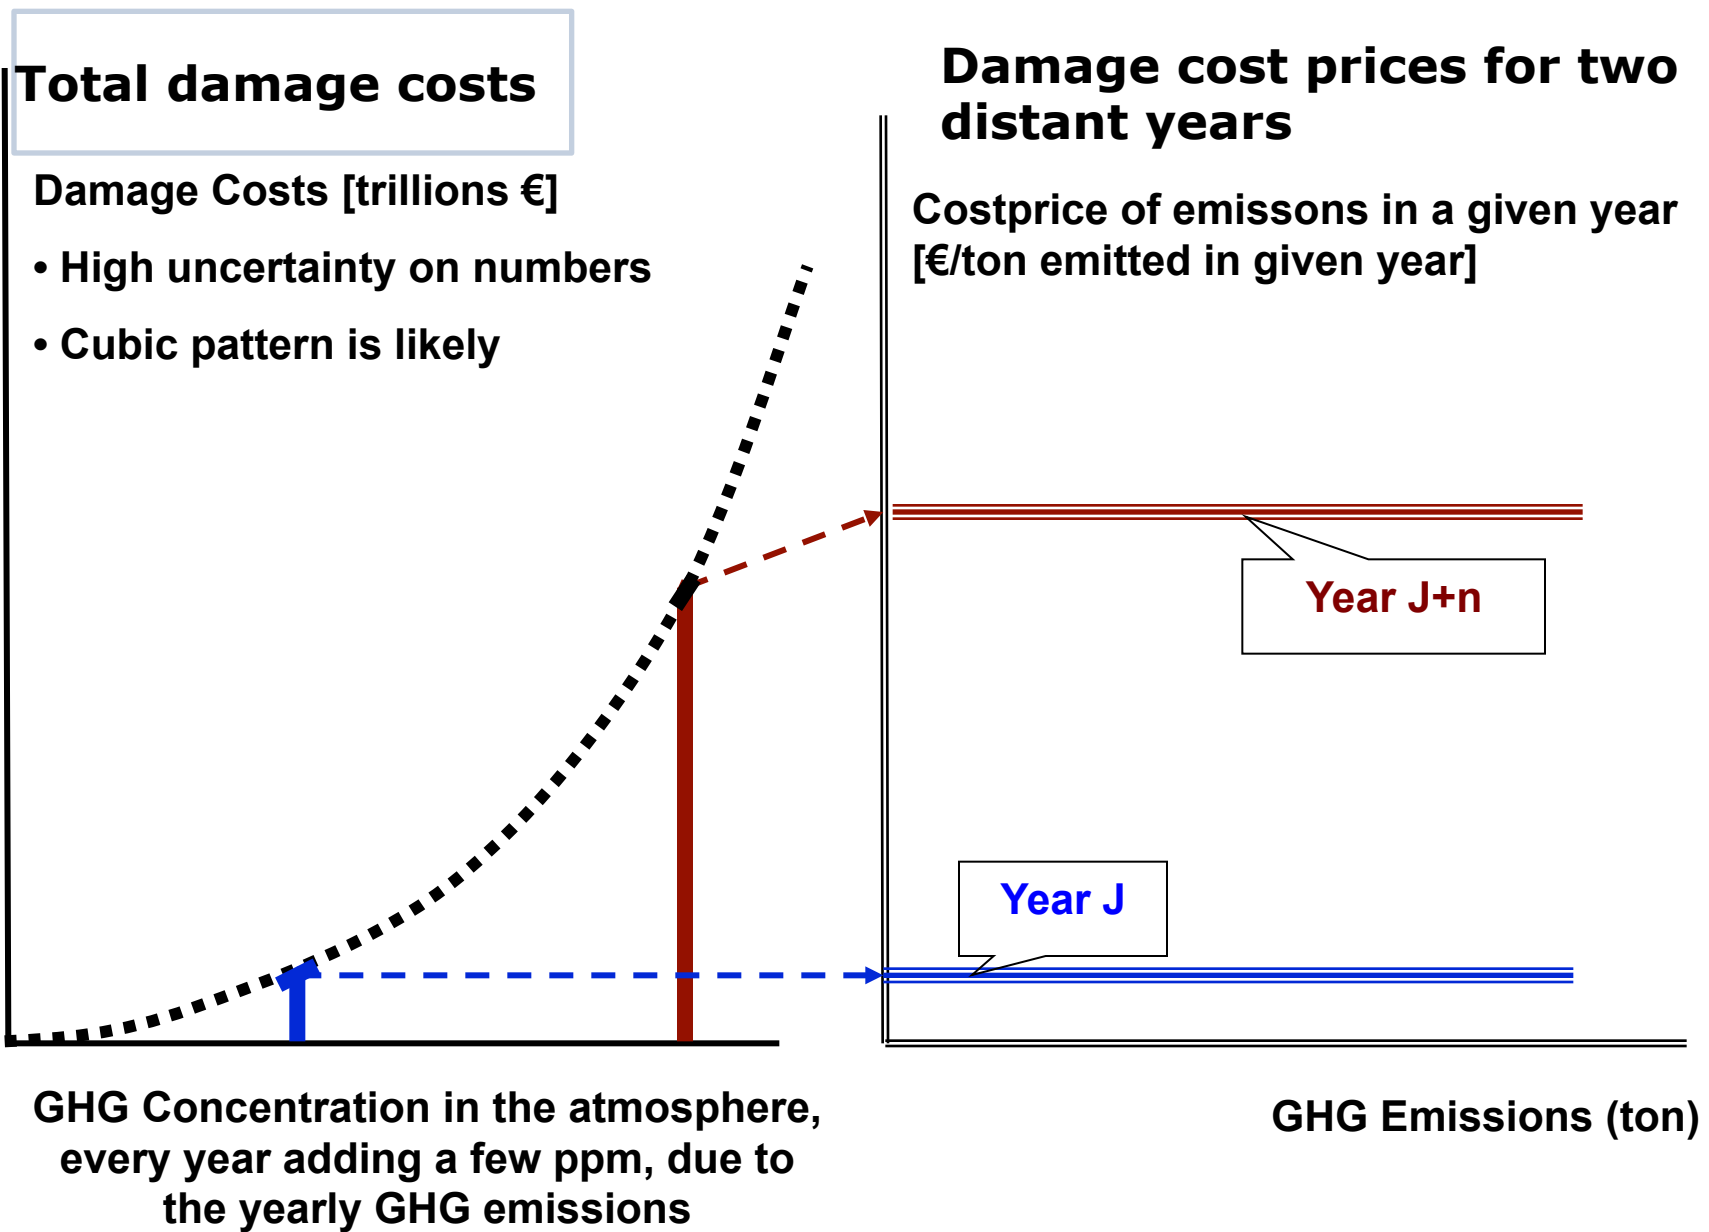 Total damage costs
Damage Costs [trillions €]
• High uncertainty on numbers
• Cubic pattern is likely
Damage cost prices for two
distant years
Costprice of emissons in a given year
[€/ton emitted in given year]
Year J+n
Year J
GHG Concentration in the atmosphere,
every year adding a few ppm, due to
the yearly GHG emissions
GHG Emissions (ton)